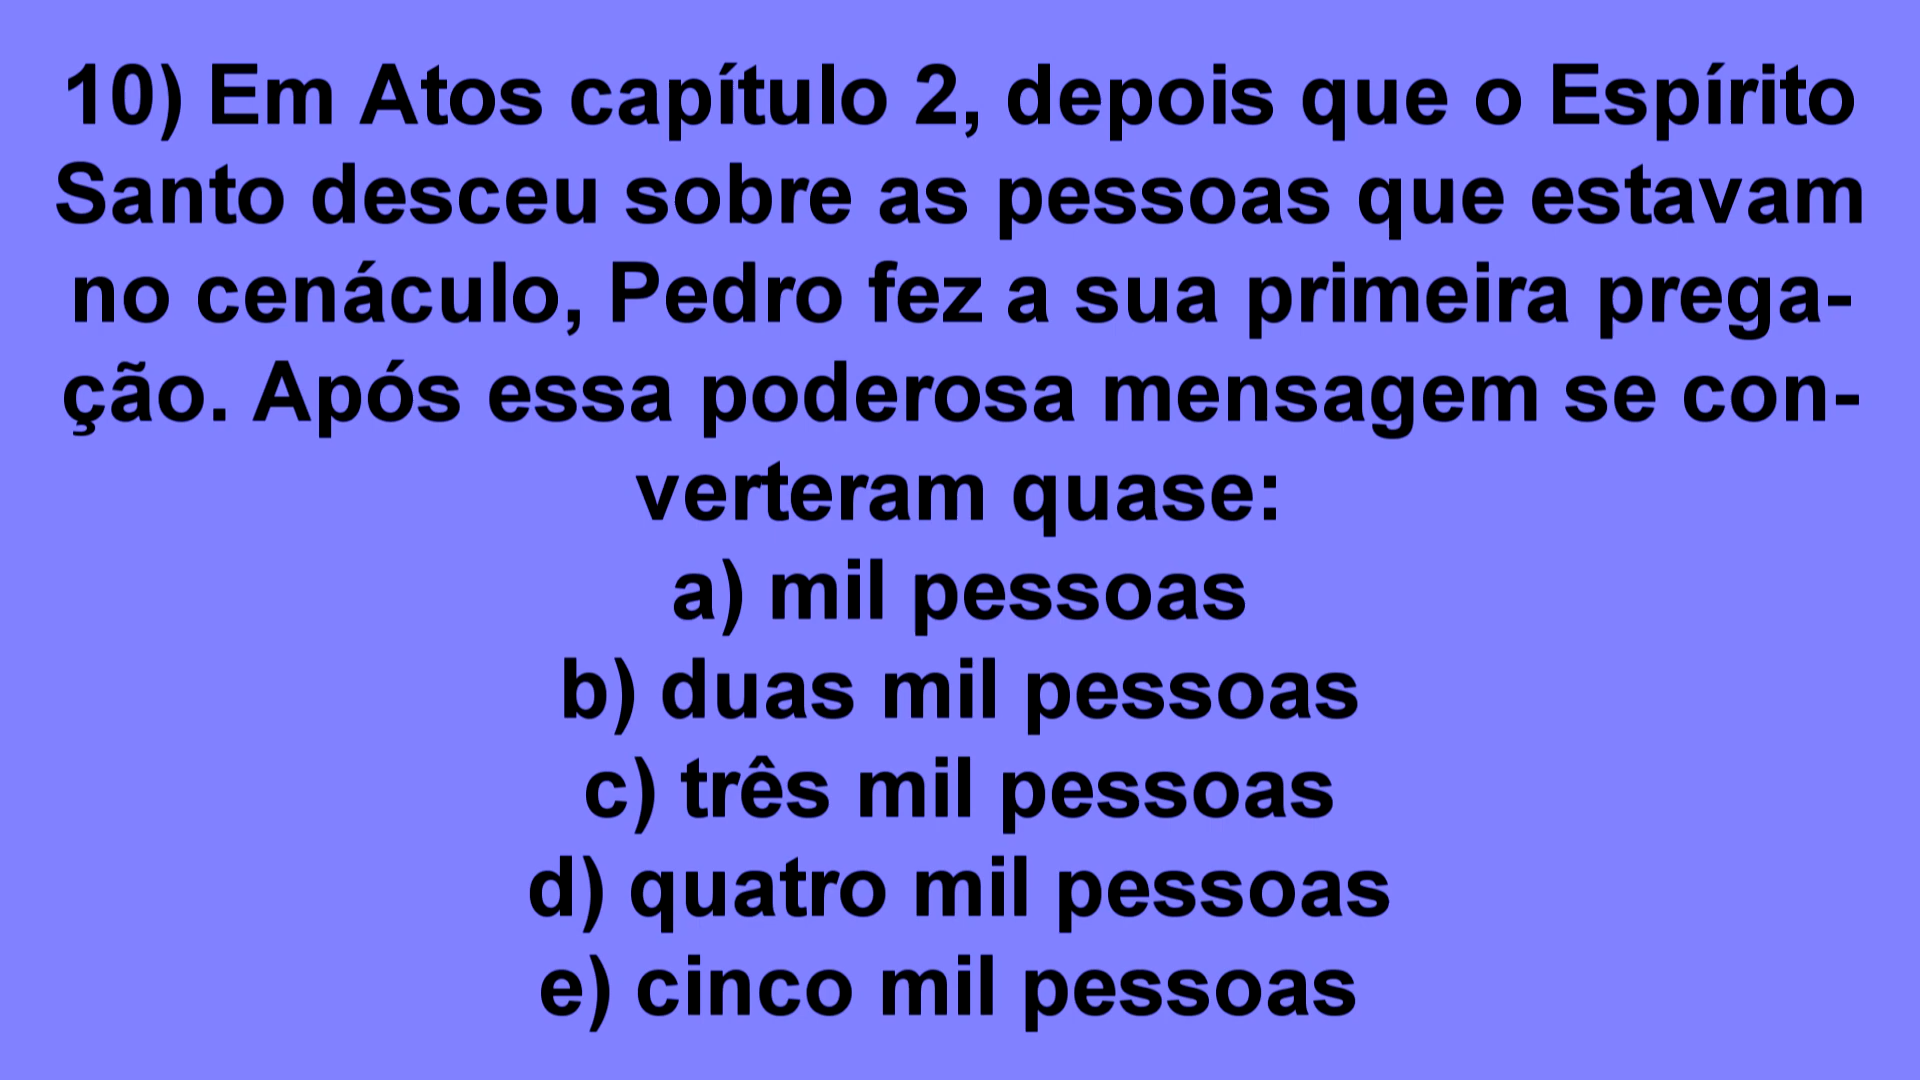 10) Em Atos capítulo 2, depois que o Espírito
Santo desceu sobre as pessoas que estavam
no cenáculo, Pedro fez a sua primeira prega-
ção. Após essa poderosa mensagem se con-
verteram quase:
a) mil pessoas
b) duas mil pessoas
c) três mil pessoas
d) quatro mil pessoas
e) cinco mil pessoas